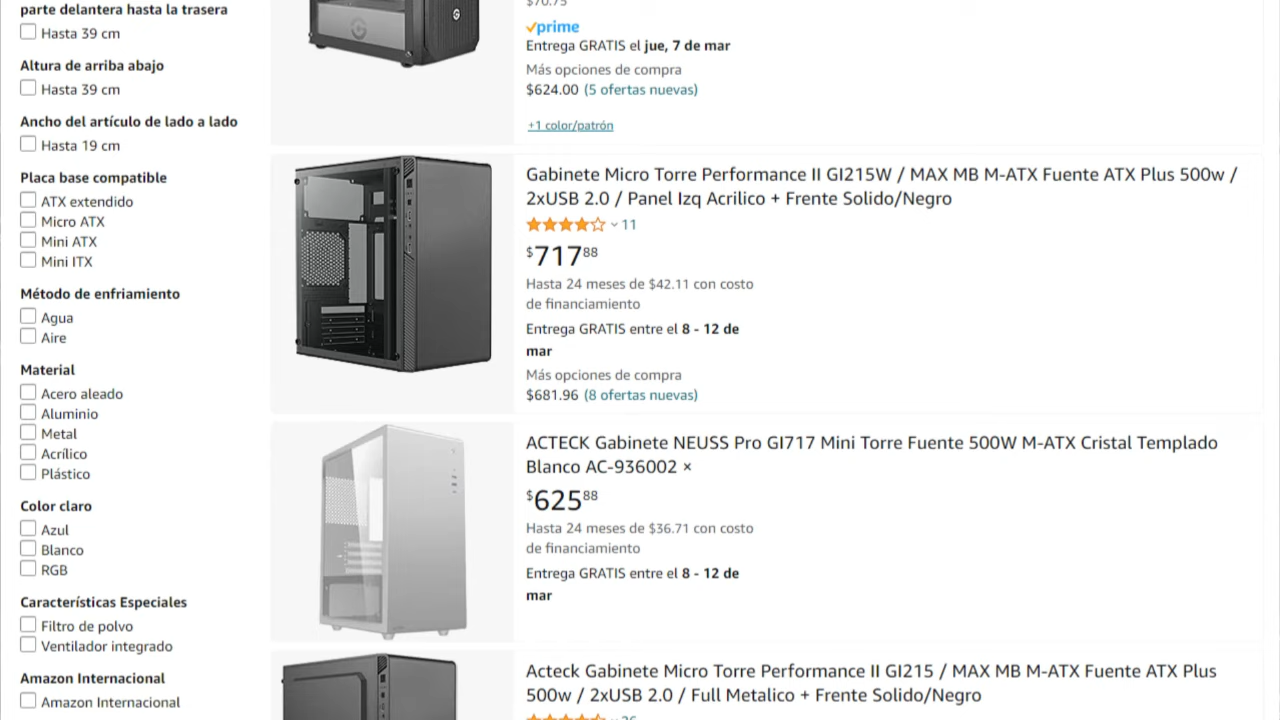 parte delantera hasta la trasera
Hasta 39 cm
Altura de arriba abajo
Hasta 39 cm
Ancho del artículo de lado a lado
Hasta 19 cm
Placa base compatible
ATX extendido
Micro ATX
Mini ATX
Mini ITX
Método de enfriamiento
Agua
Aire
Material
Acero aleado
Aluminio
Metal
Acrílico
Plástico
Color claro
Azul
Blanco
RGB
Características Especiales
Filtro de polvo
Ventilador integrado
Amazon Internacional
Amazon Internacional
$70.75
prime
Entrega GRATIS el jue, 7 de mar
Más opciones de compra
$624.00 (5 ofertas nuevas)
+1 color/patrón
Gabinete Micro Torre Performance II GI215W / MAX MB M-ATX Fuente ATX Plus 500w /
2xUSB 2.0 / Panel Izq Acrilico + Frente Solido/Negro
11
$717 88
Hasta 24 meses de $42.11 con costo
de financiamiento
Entrega GRATIS entre el 8 - 12 de
mar
Más opciones de compra
$681.96 (8 ofertas nuevas)
ACTECK Gabinete NEUSS Pro GI717 Mini Torre Fuente 500W M-ATX Cristal Templado
Blanco AC-936002 ×
$625 88
Hasta 24 meses de $36.71 con costo
de financiamiento
Entrega GRATIS entre el 8 - 12 de
mar
Acteck Gabinete Micro Torre Performance II GI215 / MAX MB M-ATX Fuente ATX Plus
500w / 2xUSB 2.0 / Full Metalico + Frente Solido/Negro